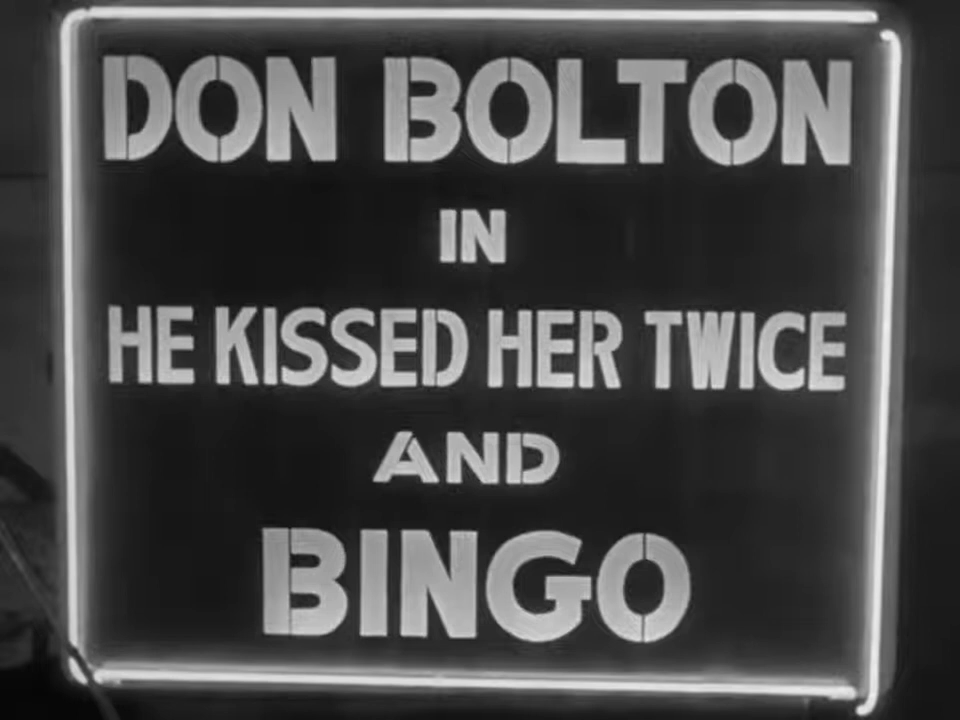 DON BOLTON
IN
HE KISSED HER TWICE
AND
BINGO